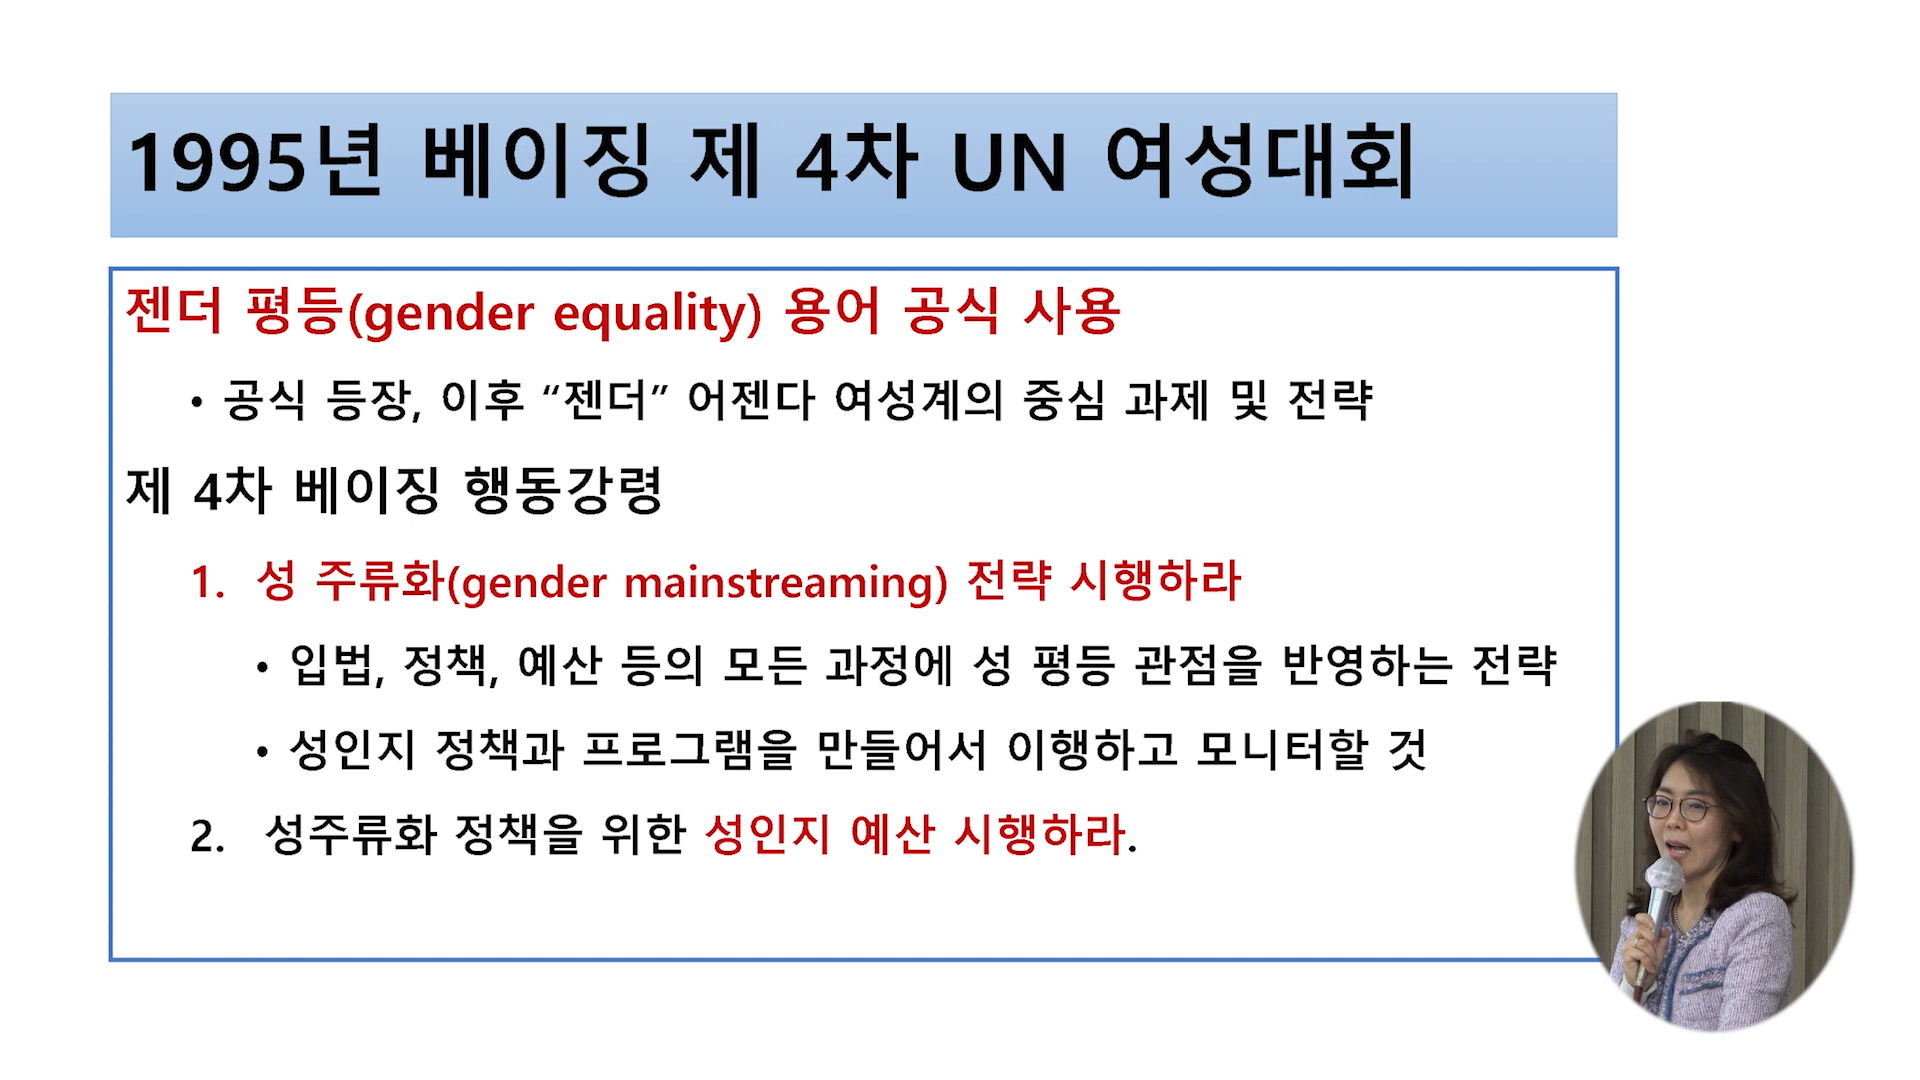 1995년 베이징 제 4차 UN 여성대회
젠더 평등(gender equality) 용어 공식 사용
• 공식 등장, 이후 “젠더” 어젠다 여성계의 중심 과제 및 전략
제 4차 베이징 행동강령
1. 성 주류화(gender mainstreaming) 전략 시행하라
• 입법, 정책, 예산 등의 모든 과정에 성 평등 관점을 반영하는 전략
• 성인지 정책과 프로그램을 만들어서 이행하고 모니터할 것
2. 성주류화 정책을 위한 성인지 예산 시행하라.